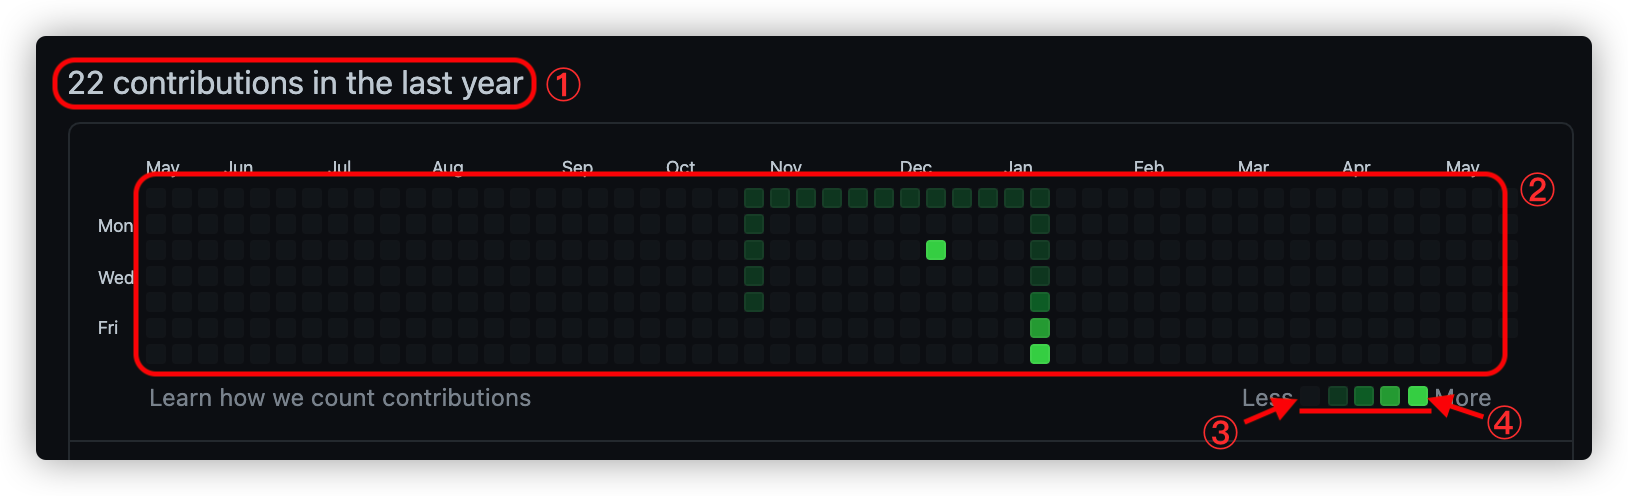 22 contributions in the last year ①
May Jun Jul Aug Sep Oct Nov Dec Jan Feb Mar Apr May
②
Mon
Wed
Fri
Learn how we count contributions
Less More
③ ④